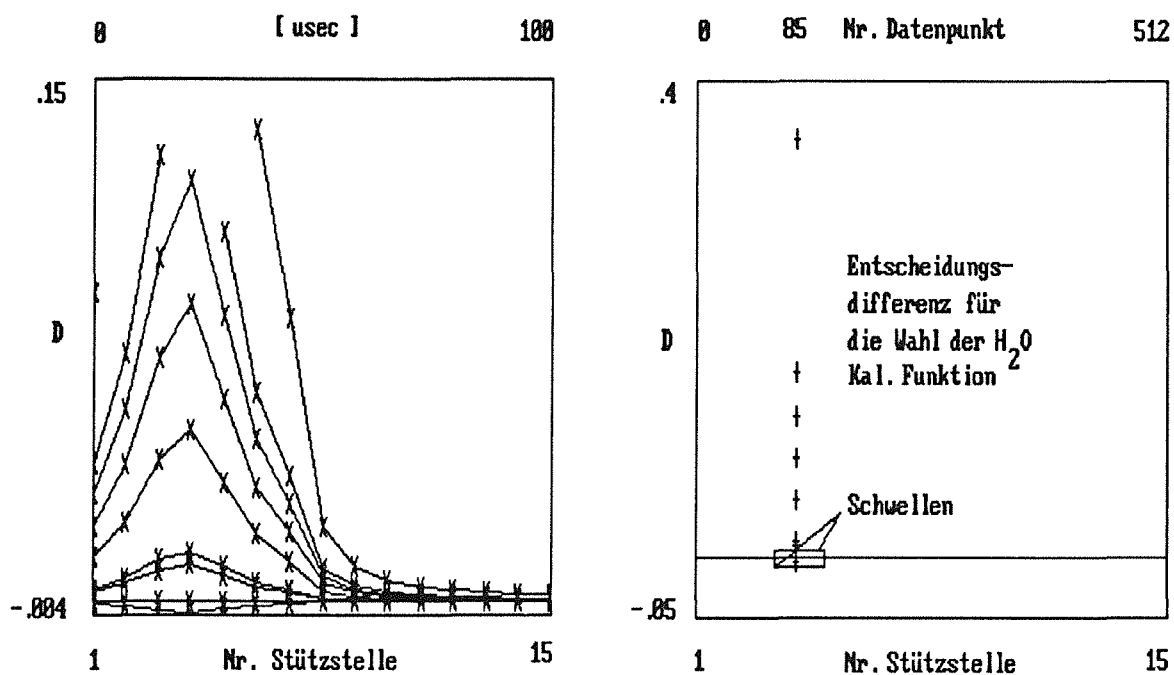 0 [ usec ] 100
.15
D
-.004
1 Nr. Stützstelle 15
0 85 Nr. Datenpunkt 512
.4
D
Entscheidungs-
differenz für
die Wahl der H2O
Kal. Funktion
Schwellen
-.05
1 Nr. Stützstelle 15